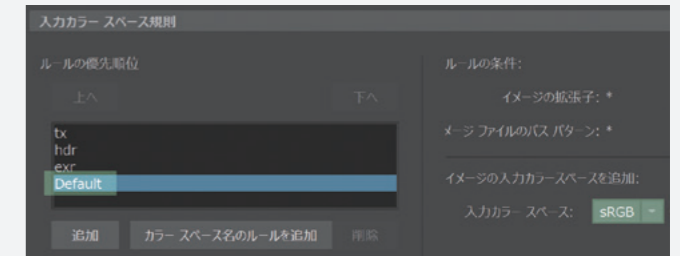 入力カラー スペース規則
ルールの優先順位
上へ
下へ
tx
hdr
exr
Default
追加
カラー スペース名のルールを追加
削除
ルールの条件:
イメージの拡張子: *
メージ ファイルのパス パターン: *
イメージの入力カラースペースを追加:
入力カラー スペース:
sRGB